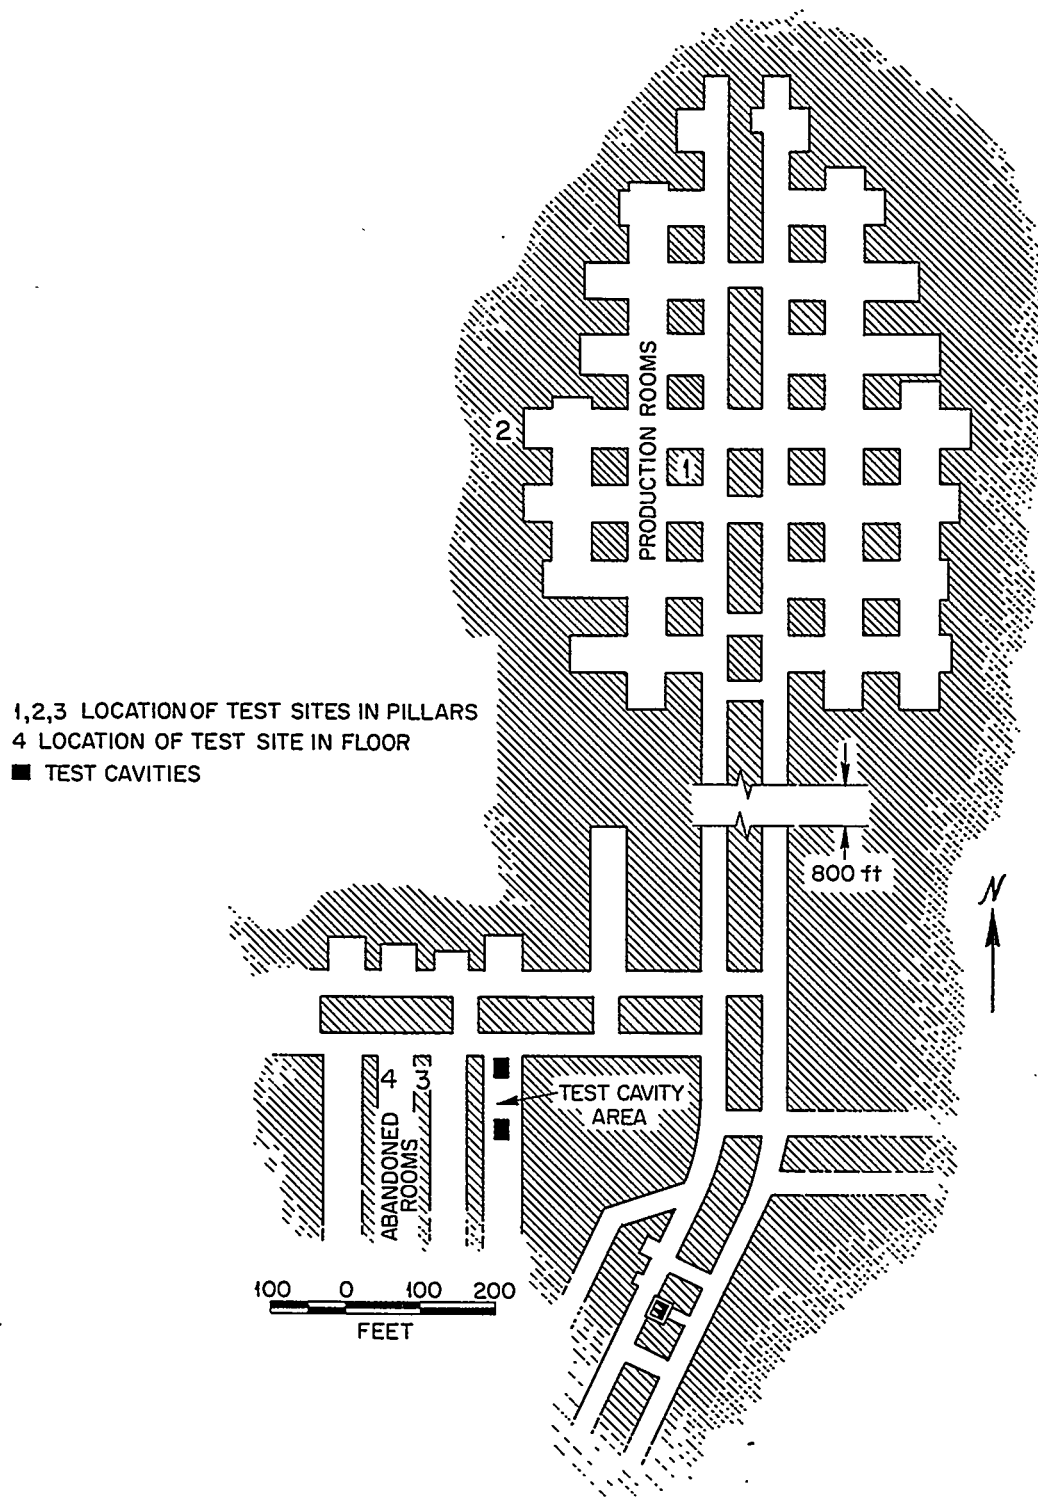 2
PRODUCTION ROOMS
1
1,2,3 LOCATION OF TEST SITES IN PILLARS
4 LOCATION OF TEST SITE IN FLOOR
TEST CAVITIES
800 ft
N
4
3
TEST CAVITY
AREA
ABANDONED
ROOMS
100 0 100 200
FEET